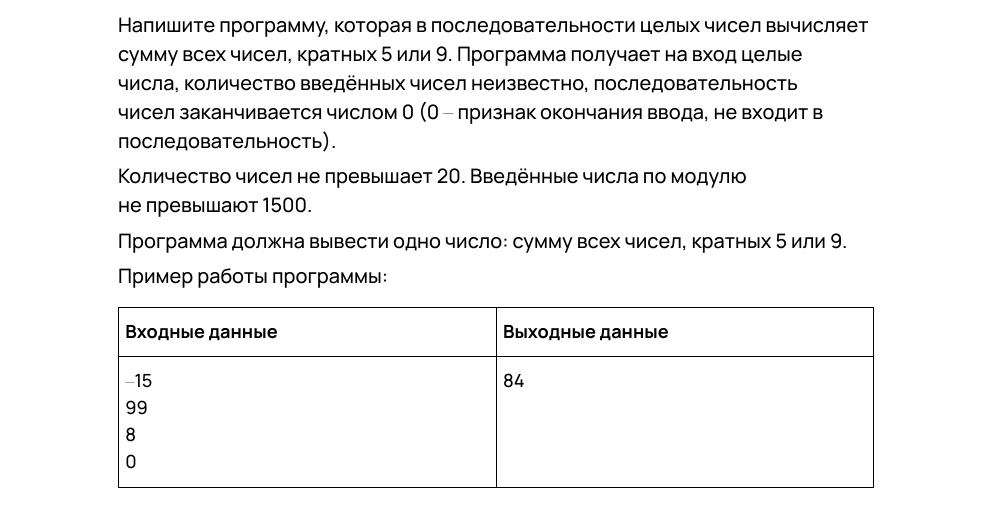 Напишите программу, которая в последовательности целых чисел вычисляет
сумму всех чисел, кратных 5 или 9. Программа получает на вход целые
числа, количество введённых чисел неизвестно, последовательность
чисел заканчивается числом 0 (0 – признак окончания ввода, не входит в
последовательность).
Количество чисел не превышает 20. Введённые числа по модулю
не превышают 1500.
Программа должна вывести одно число: сумму всех чисел, кратных 5 или 9.
Пример работы программы:
Входные данные
Выходные данные
–15
99
8
0
84